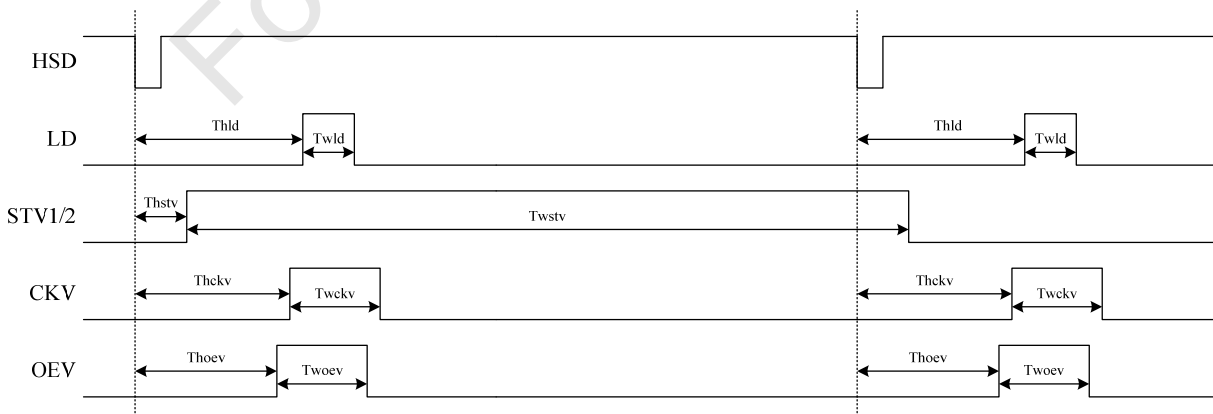 Fo
HSD
LD
Thld
Twld
Thld
Twld
STV1/2
Thstv
Twstv
CKV
Thckv
Twckv
Thckv
Twckv
OEV
Thoev
Twoev
Thoev
Twoev